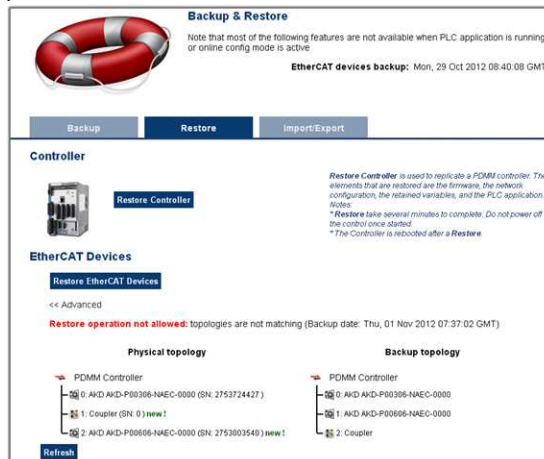 Backup & Restore
Note that most of the following features are not available when PLC application is running
or online config mode is active
EtherCAT devices backup: Mon, 29 Oct 2012 08:40:08 GMT
Backup
Restore
Import/Export
Controller
Restore Controller
Restore Controller is used to replicate a PDMM controller. The
elements that are restored are the firmware, the network
configuration, the retained variables, and the PLC application.
Notes:
* Restore take several minutes to complete. Do not power off
the control once started.
* The Controller is rebooted after a Restore.
EtherCAT Devices
Restore EtherCAT Devices
<< Advanced
Restore operation not allowed: topologies are not matching (Backup date: Thu, 01 Nov 2012 07:37:02 GMT)
Physical topology
PDMM Controller
0: AKD AKD-P00306-NAEC-0000 (SN: 2753724427)
1: Coupler (SN: 0) new!
2: AKD AKD-P00606-NAEC-0000 (SN: 2753803548) new!
Backup topology
PDMM Controller
0: AKD AKD-P00306-NAEC-0000
1: AKD AKD-P00606-NAEC-0000
2: Coupler
Refresh